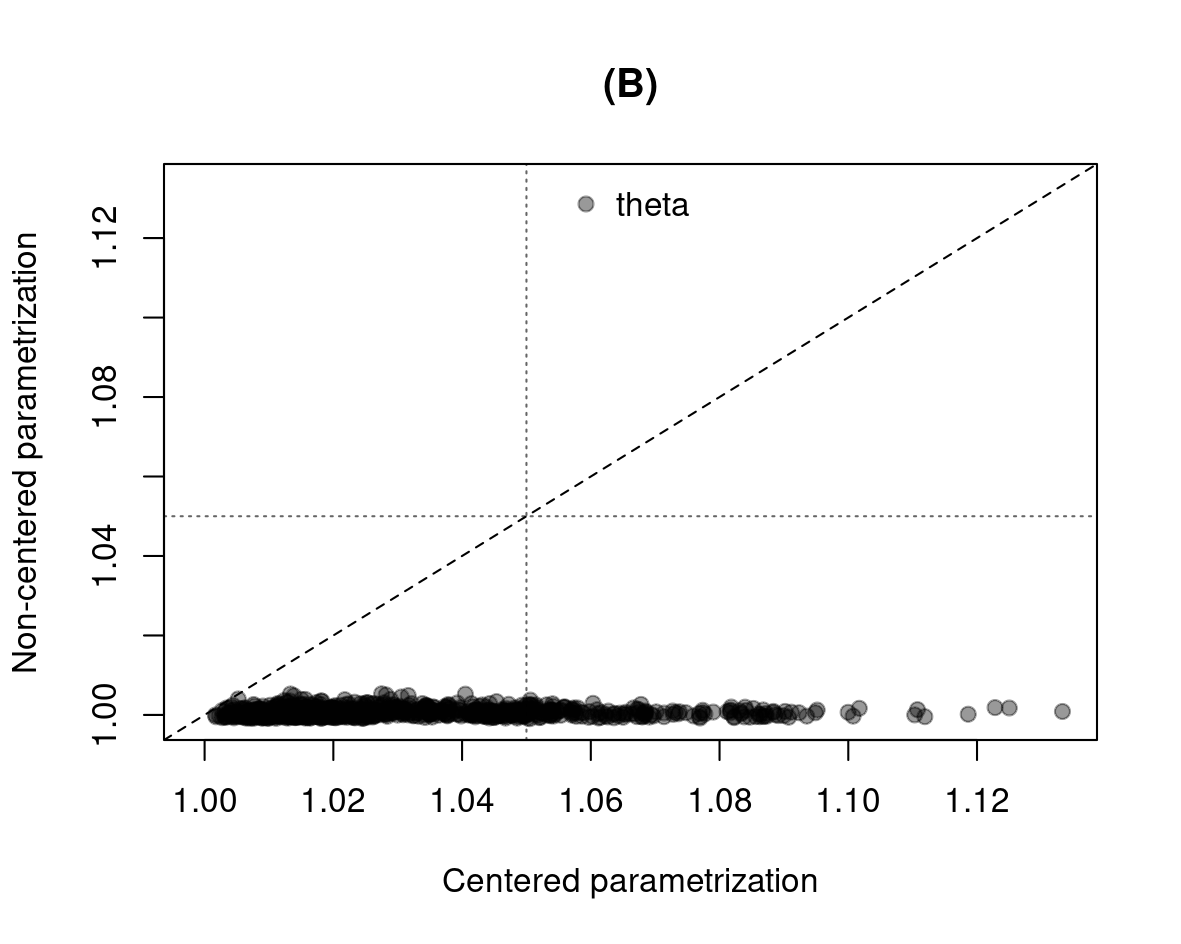 (B)
theta
Non-centered parametrization
1.12
1.08
1.04
1.00
1.00 1.02 1.04 1.06 1.08 1.10 1.12
Centered parametrization